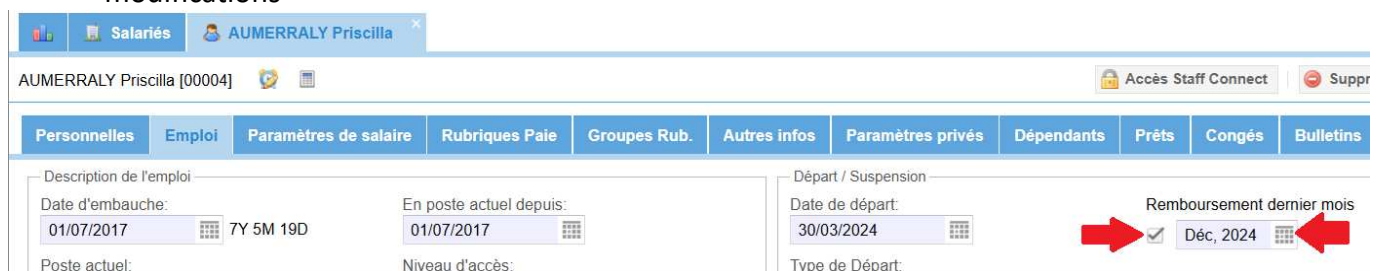 modifications
Salariés AUMERRALY Priscilla
AUMERRALY Priscilla [00004] Accès Staff Connect Suppr
Personnelles Emploi Paramètres de salaire Rubriques Paie Groupes Rub. Autres infos Paramètres privés Dépendants Prêts Congés Bulletins
Description de l'emploi Départ / Suspension
Date d'embauche: En poste actuel depuis: Date de départ: Remboursement dernier mois
01/07/2017 7Y 5M 19D 01/07/2017 30/03/2024 Déc, 2024
Poste actuel: Niveau d'accès: Type de Départ: